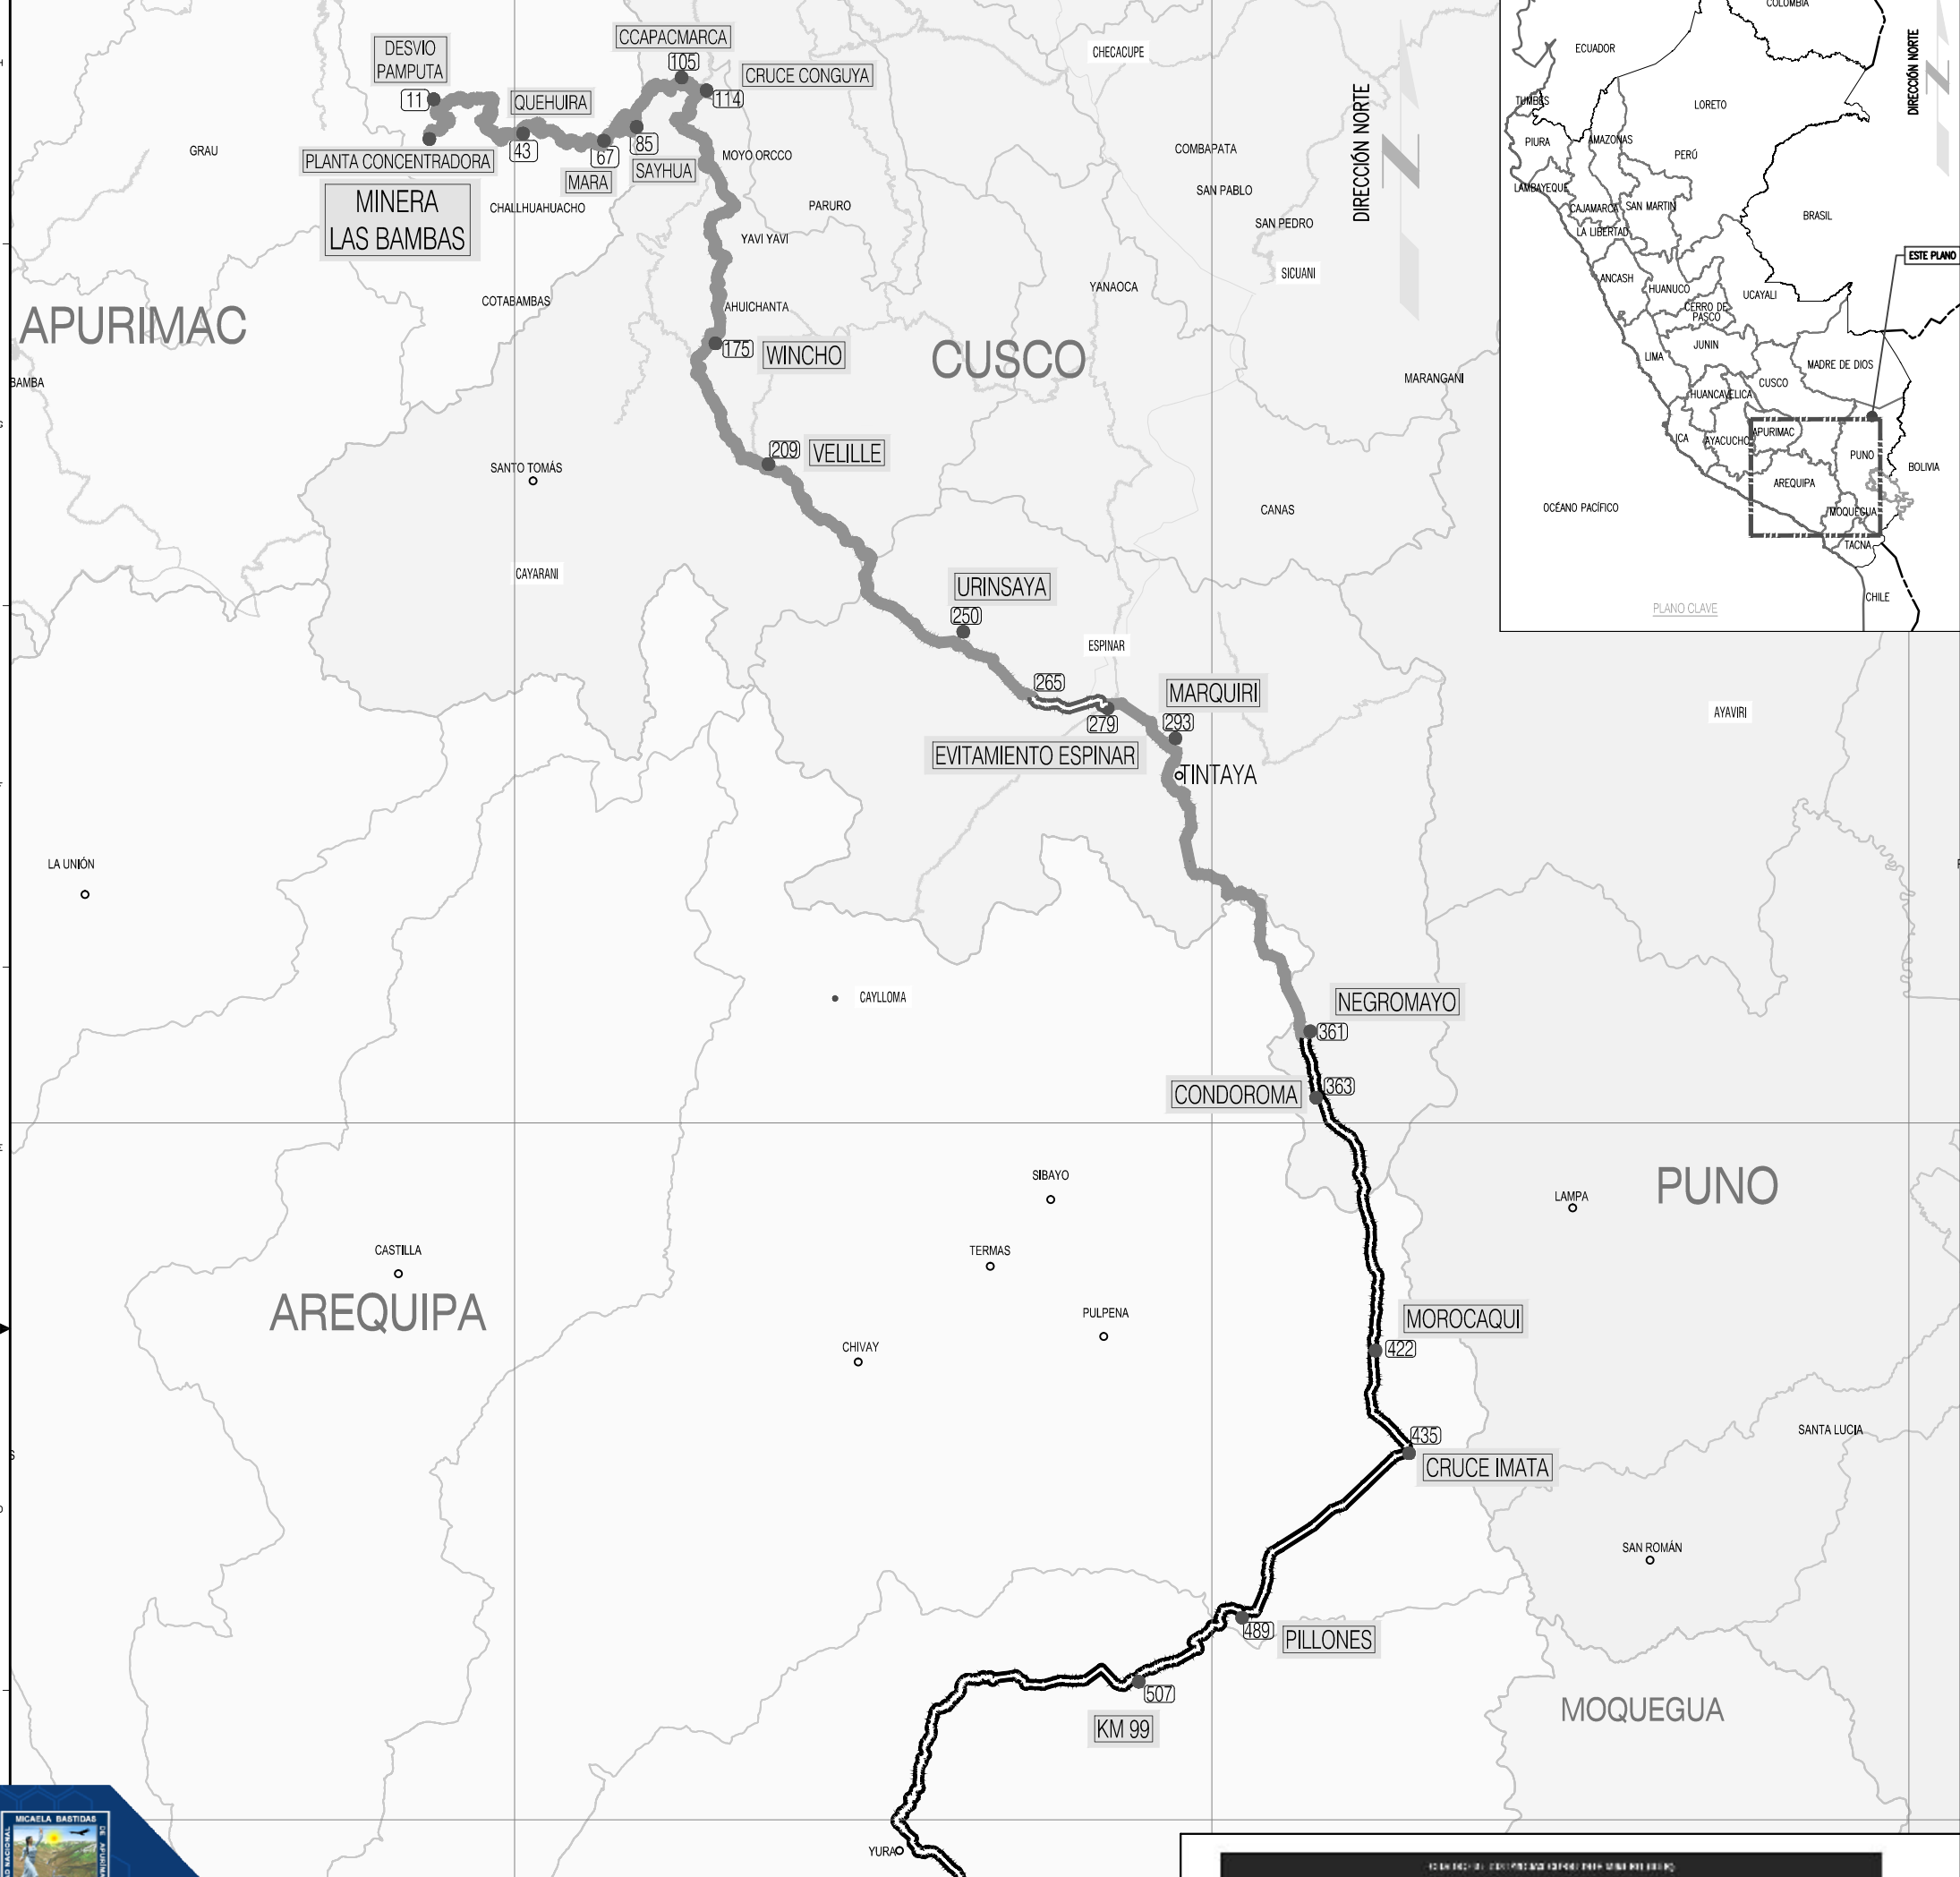 DESVIO
PAMPUTA
11
PLANTA CONCENTRADORA
MINERA
LAS BAMBAS
QUEHUIRA
43
67
MARA
85
SAYHUA
CCAPACMARCA
105
CRUCE CONGUYA
114
GRAU
CHALLHUAHUACHO
COTABAMBAS
MOYO ORCCO
PARURO
YAVI YAVI
AHUICHANTA
CHECACUPE
COMBAPATA
SAN PABLO
SAN PEDRO
SICUANI
YANAOCA
MARANGANI
DIRECCIÓN NORTE
N
APURIMAC
BAMBA
CUSCO
175
WINCHO
209
VELILLE
SANTO TOMÁS
CAYARANI
CANAS
URINSAYA
250
ESPINAR
265
279
EVITAMIENTO ESPINAR
MARQUIRI
293
TINTAYA
AYAVIRI
LA UNIÓN
CAYLLOMA
NEGROMAYO
361
CONDOROMA
363
SIBAYO
LAMPA
PUNO
CASTILLA
TERMAS
AREQUIPA
PULPENA
CHIVAY
MOROCAQUI
422
435
CRUCE IMATA
SANTA LUCIA
SAN ROMÁN
489
PILLONES
507
KM 99
MOQUEGUA
YURA
COLOMBIA
ECUADOR
DIRECCIÓN NORTE
N
TUMBES
LORETO
PIURA
AMAZONAS
PERÚ
LAMBAYEQUE
CAJAMARCA
SAN MARTIN
LA LIBERTAD
BRASIL
ESTE PLANO
ANCASH
HUANUCO
UCAYALI
CERRO DE
PASCO
JUNIN
LIMA
MADRE DE DIOS
CUSCO
HUANCAVELICA
ICA
AYACUCHO
APURIMAC
PUNO
BOLIVIA
AREQUIPA
OCÉANO PACÍFICO
MOQUEGUA
TACNA
CHILE
PLANO CLAVE
MICAELA BASTIDAS